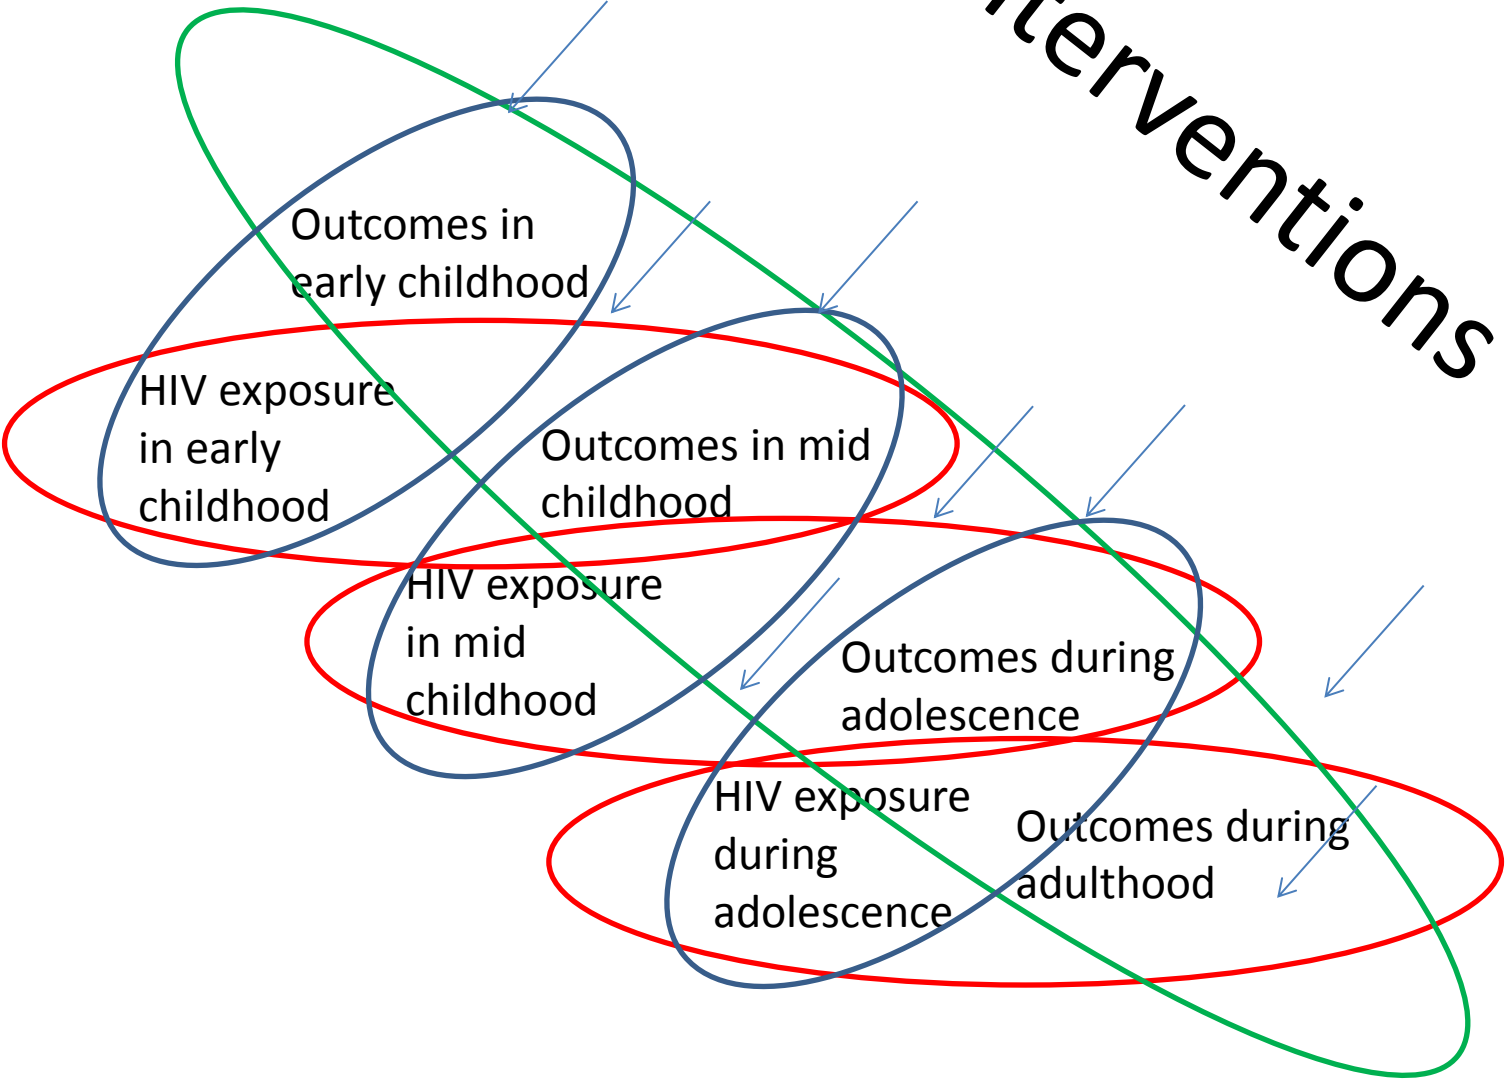 nterventions
Outcomes in
early childhood
HIV exposure
in early
childhood
Outcomes in mid
childhood
HIV exposure
in mid
childhood
Outcomes during
adolescence
HIV exposure
during
adolescence
Outcomes during
adulthood